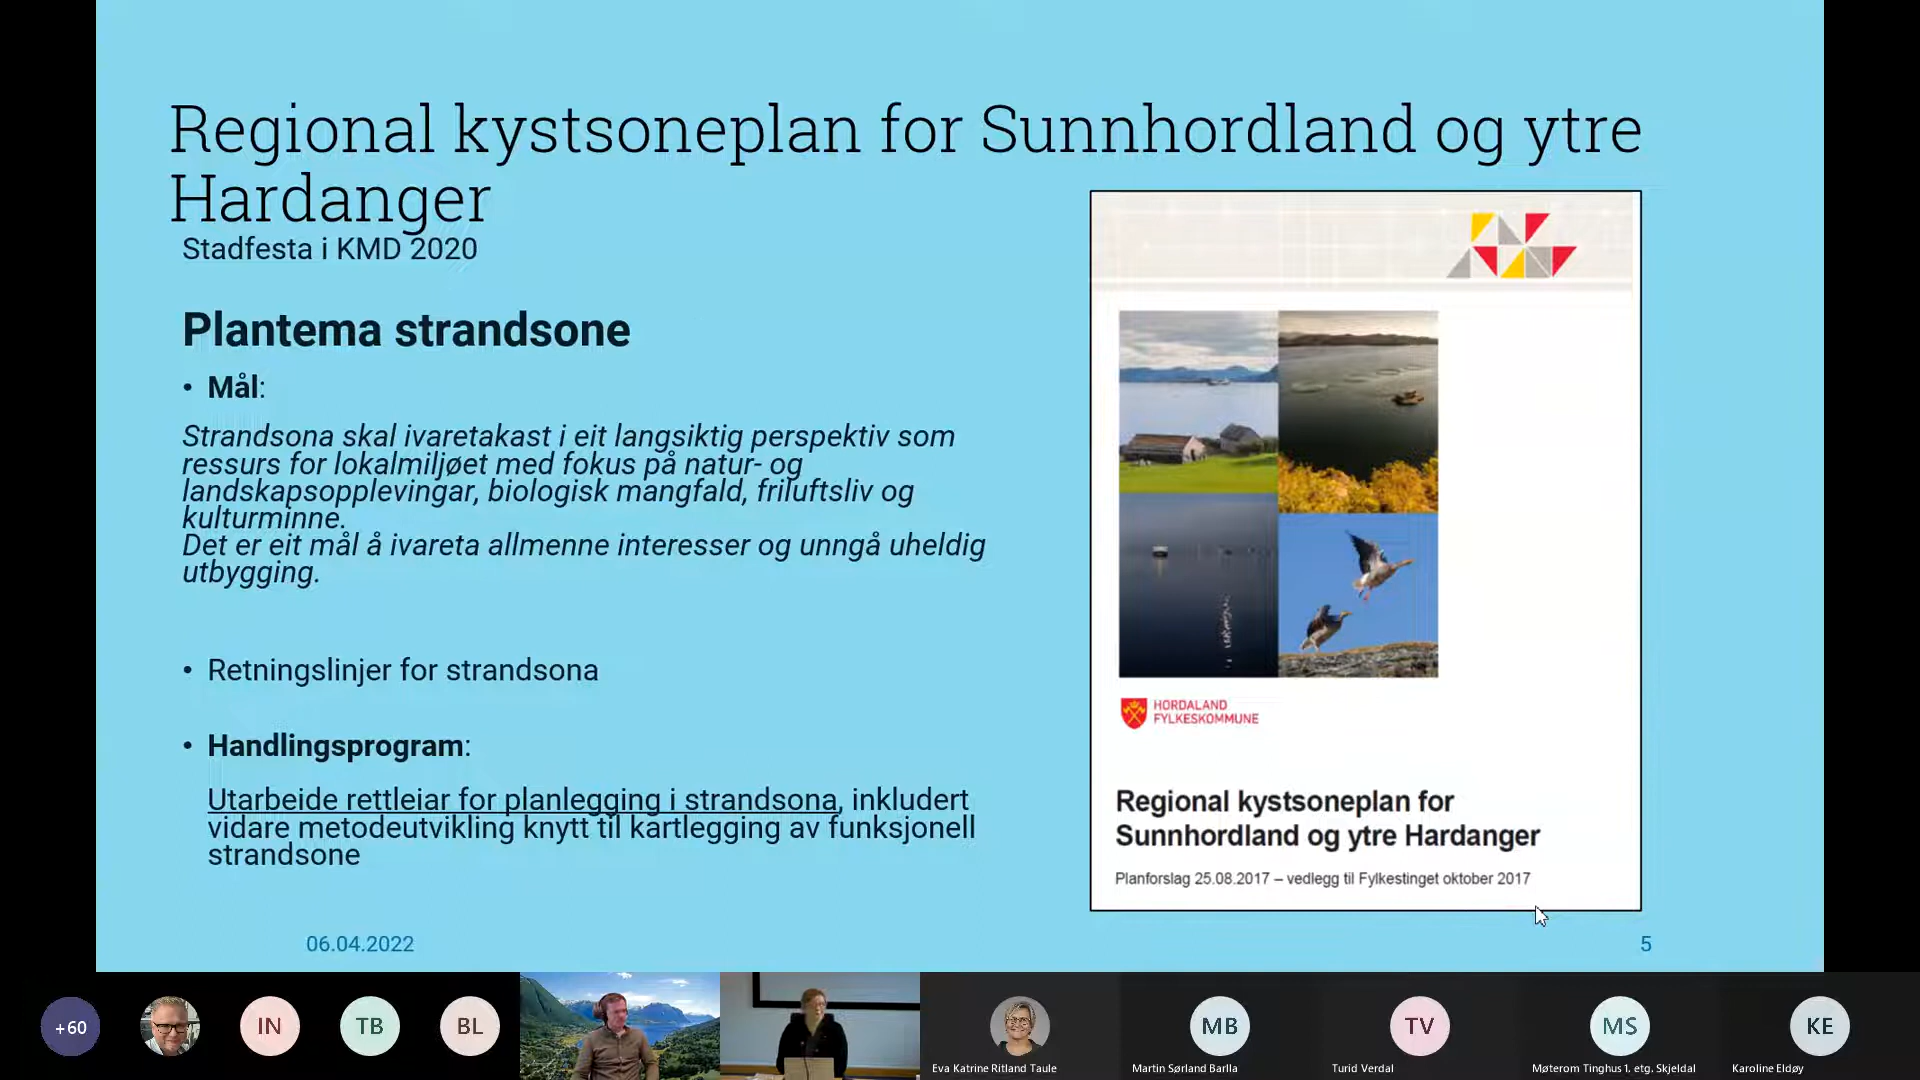 Regional kystsoneplan for Sunnhordland og ytre
Hardanger
Stadfesta i KMD 2020
Plantema strandsone
• Mål:
Strandsona skal ivaretakast i eit langsiktig perspektiv som
ressurs for lokalmiljøet med fokus på natur- og
landskapsopplevingar, biologisk mangfald, friluftsliv og
kulturminne.
Det er eit mål å ivareta allmenne interesser og unngå uheldig
utbygging.
• Retningslinjer for strandsona
• Handlingsprogram:
Utarbeide rettleiar for planlegging i strandsona, inkludert
vidare metodeutvikling knytt til kartlegging av funksjonell
strandsone
HORDALAND
FYLKESKOMMUNE
Regional kystsoneplan for
Sunnhordland og ytre Hardanger
Planforslag 25.08.2017 – vedlegg til Fylkestinget oktober 2017
06.04.2022
5
+60
IN
TB
BL
Eva Katrine Ritland Taule
MB
Martin Sørland Barlla
TV
Turid Verdal
MS
Møterom Tinghus 1. etg. Skjeldal
KE
Karoline Eldøy